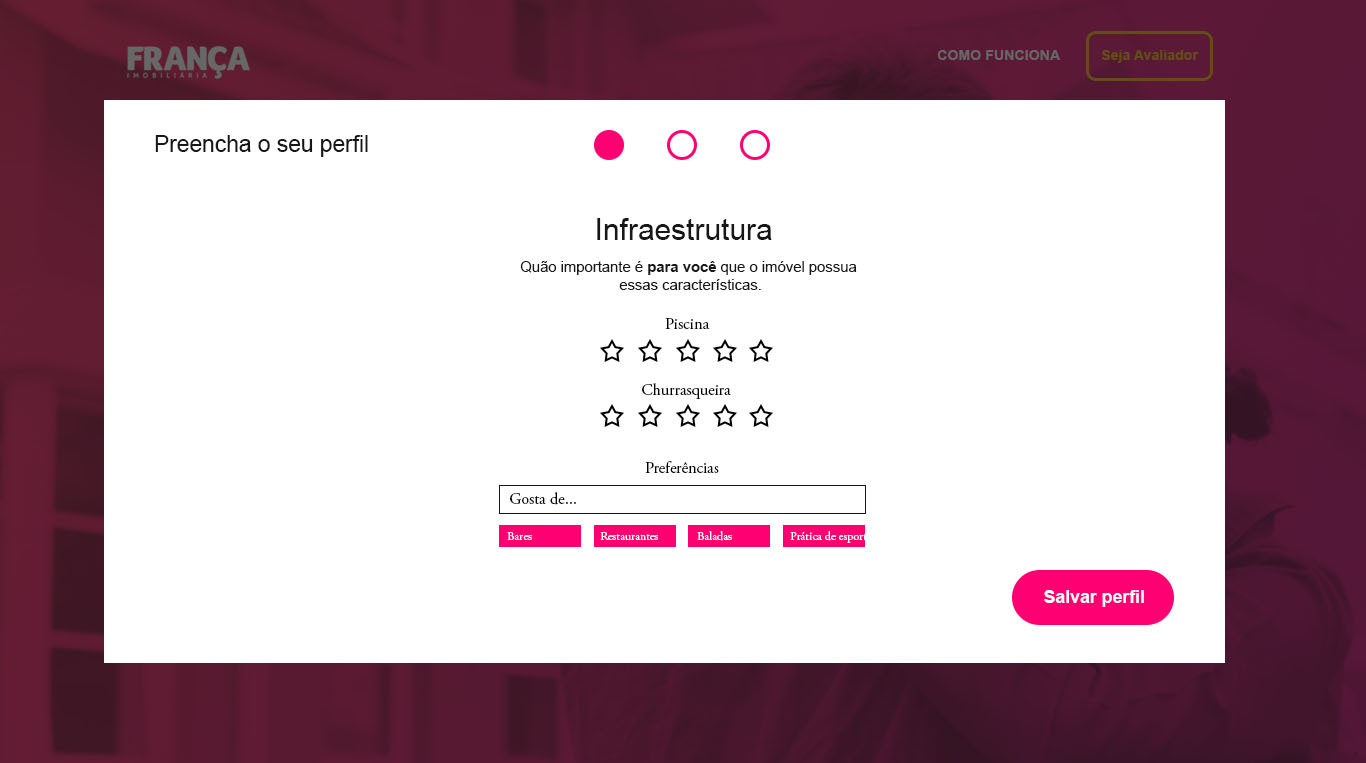 FRANÇA
IMOBILIÁRIA
COMO FUNCIONA
Seja Avaliador
Preencha o seu perfil
Infraestrutura
Quão importante é para você que o imóvel possua
essas características.
Piscina
Churrasqueira
Preferências
Gosta de...
Bares Restaurantes Baladas Prática de esport
Salvar perfil